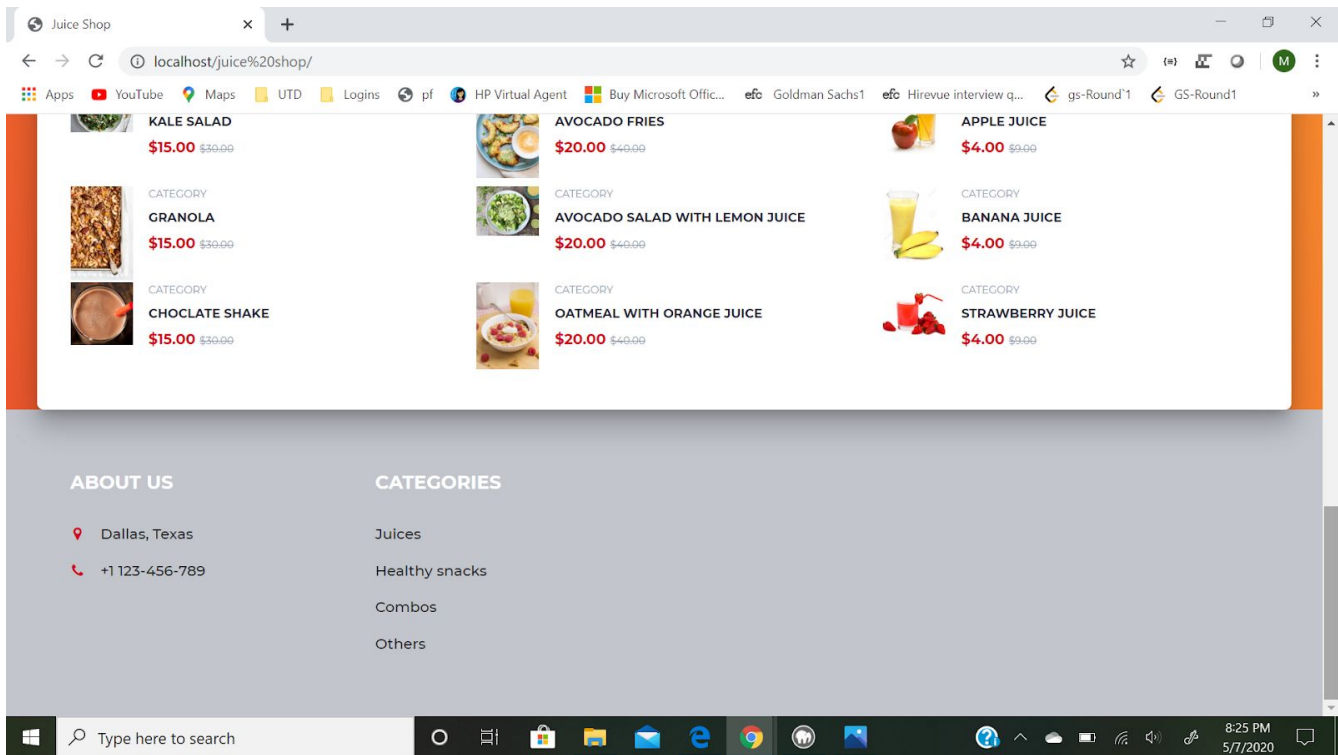 Juice Shop
localhost/juice%20shop/
Apps YouTube Maps UTD Logins pf HP Virtual Agent Buy Microsoft Offic... efc Goldman Sachs1 efc Hirevue interview q... gs-Round`1 GS-Round1 »
KALE SALAD
$15.00 $30.00
AVOCADO FRIES
$20.00 $40.00
APPLE JUICE
$4.00 $9.00
CATEGORY
GRANOLA
$15.00 $30.00
CATEGORY
AVOCADO SALAD WITH LEMON JUICE
$20.00 $40.00
CATEGORY
BANANA JUICE
$4.00 $9.00
CATEGORY
CHOCLATE SHAKE
$15.00 $30.00
CATEGORY
OATMEAL WITH ORANGE JUICE
$20.00 $40.00
CATEGORY
STRAWBERRY JUICE
$4.00 $9.00
ABOUT US
Dallas, Texas
+1 123-456-789
CATEGORIES
Juices
Healthy snacks
Combos
Others
Type here to search
8:25 PM
5/7/2020
M